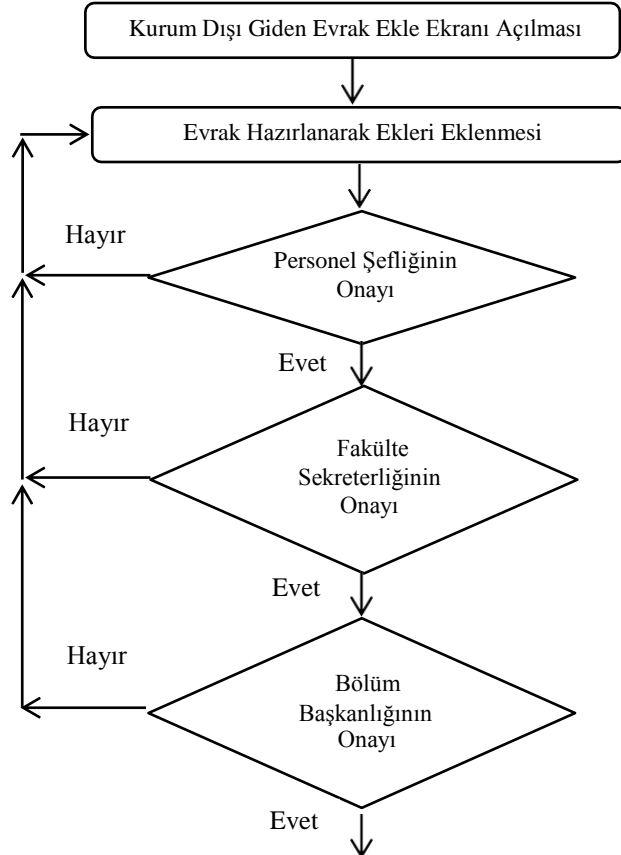 Kurum Dışı Giden Evrak Ekle Ekranı Açılması
Evrak Hazırlanarak Ekleri Eklenmesi
Hayır
Personel Şefliğinin
Onayı
Evet
Hayır
Fakülte
Sekreterliğinin
Onayı
Evet
Hayır
Bölüm
Başkanlığının
Onayı
Evet